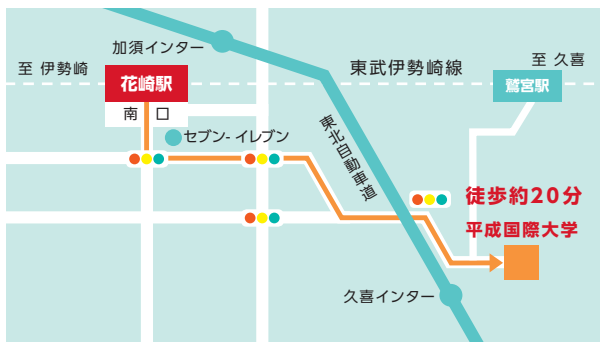 加須インター
至 伊勢崎
東武伊勢崎線
至 久喜
花崎駅
鷲宮駅
南 口
セブン-イレブン
東北自動車道
徒歩約20分
平成国際大学
久喜インター